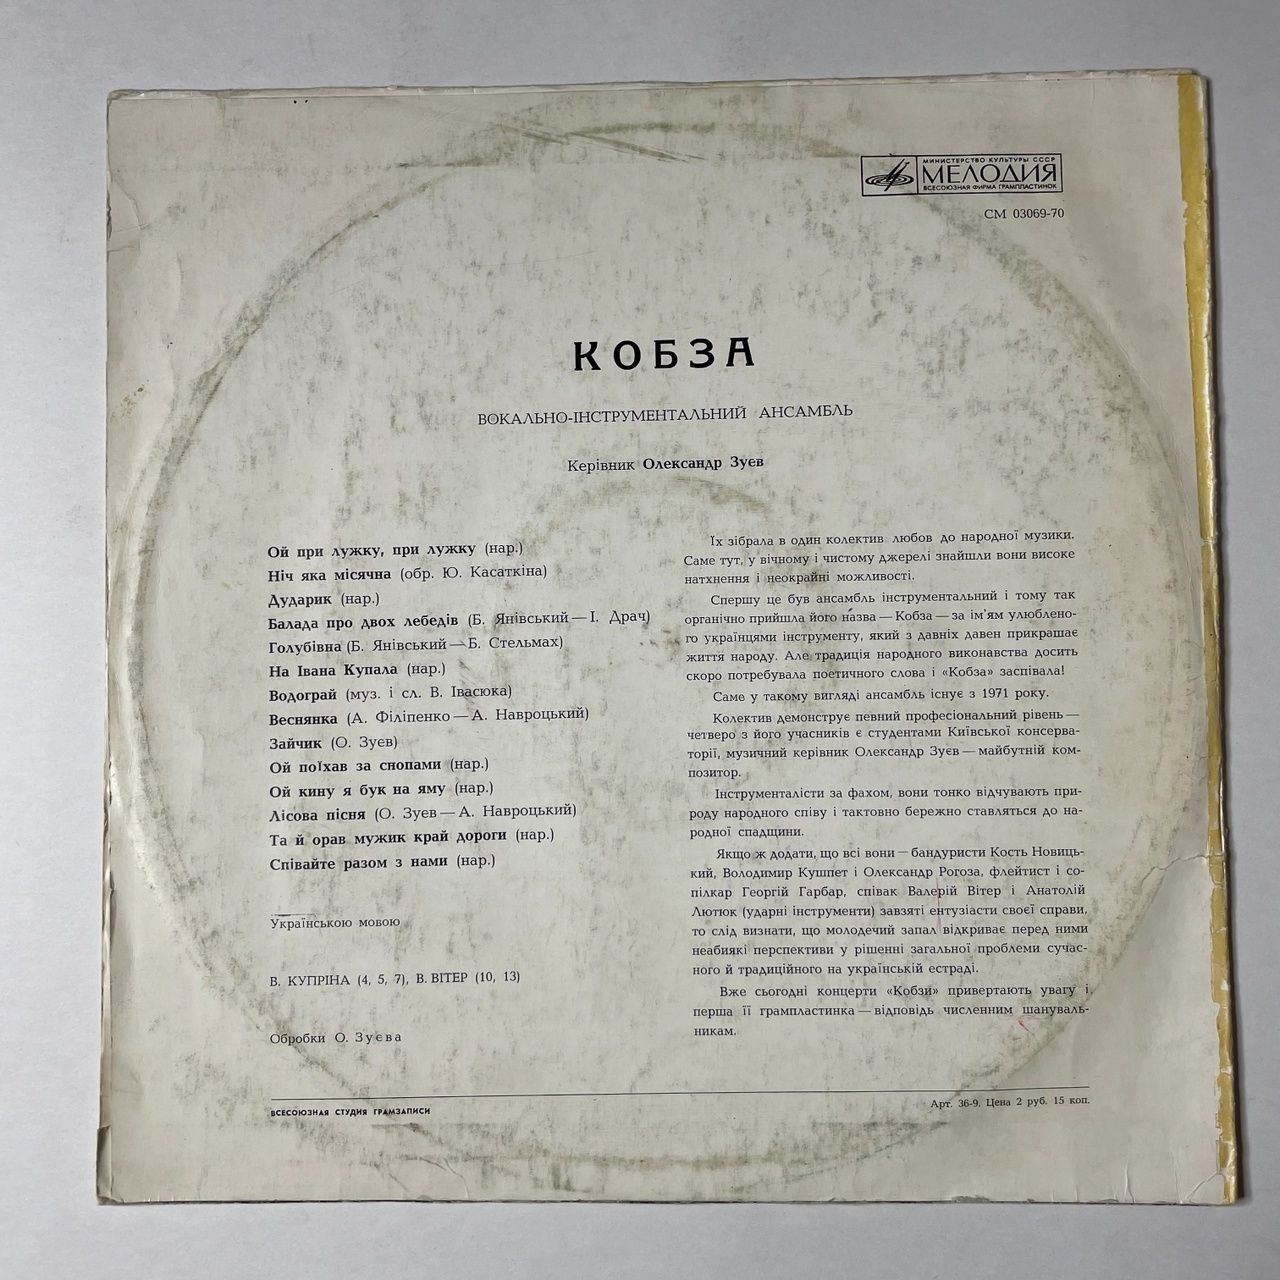 МИНИСТЕРСТВО КУЛЬТУРЫ СССР
МЕЛОДИЯ
ВСЕСОЮЗНАЯ ФИРМА ГРАМПЛАСТИНОК
СМ 03069-70
КОБЗА
ВОКАЛЬНО-ІНСТРУМЕНТАЛЬНИЙ АНСАМБЛЬ
Керівник Олександр Зуев
Ой при лужку, при лужку (нар.)
Ніч яка місячна (обр. Ю. Касаткіна)
Дударик (нар.)
Балада про двох лебедів (Б. Янівський — І. Драч)
Голубівна (Б. Янівський — Б. Стельмах)
На Івана Купала (нар.)
Водограй (муз. і сл. В. Івасюка)
Веснянка (А. Філіпенко — А. Навроцький)
Зайчик (О. Зуев)
Ой поїхав за снопами (нар.)
Ой кину я бук на яму (нар.)
Лісова пісня (О. Зуев — А. Навроцький)
Та й орав мужик край дороги (нар.)
Співайте разом з нами (нар.)
Українською мовою
В. КУПРІНА (4, 5, 7), В. ВІТЕР (10, 13)
Обробки О. Зуєва
Їх зібрала в один колектив любов до народної музики.
Саме тут, у вічному і чистому джерелі знайшли вони високе
натхнення і неокрайні можливості.
Спершу це був ансамбль інструментальний і тому так
органічно прийшла його назва — Кобза — за ім'ям улюблено-
го українцями інструменту, який з давніх давен прикрашає
життя народу. Але традиція народного виконавства досить
скоро потребувала поетичного слова і «Кобза» заспівала!
Саме у такому вигляді ансамбль існує з 1971 року.
Колектив демонструє певний професіональний рівень —
четверо з його учасників є студентами Київської консерва-
торії, музичний керівник Олександр Зуєв — майбутній ком-
позитор.
Інструменталісти за фахом, вони тонко відчувають при-
роду народного співу і тактовно бережно ставляться до на-
родної спадщини.
Якщо ж додати, що всі вони — бандуристи Кость Новиць-
кий, Володимир Кушпет і Олександр Рогоза, флейтист і со-
пілкар Георгій Гарбар, співак Валерій Вітер і Анатолій
Лютюк (ударні інструменти) завзяті ентузіасти своєї справи,
то слід визнати, що молодечий запал відкриває перед ними
неабиякі перспективи у рішенні загальної проблеми сучас-
ного й традиційного на українській естраді.
Вже сьогодні концерти «Кобзи» привертають увагу і
перша її грампластинка — відповідь численним шануваль-
никам.
ВСЕСОЮЗНАЯ СТУДИЯ ГРАМЗАПИСИ
Арт. 36-9. Цена 2 руб. 15 коп.